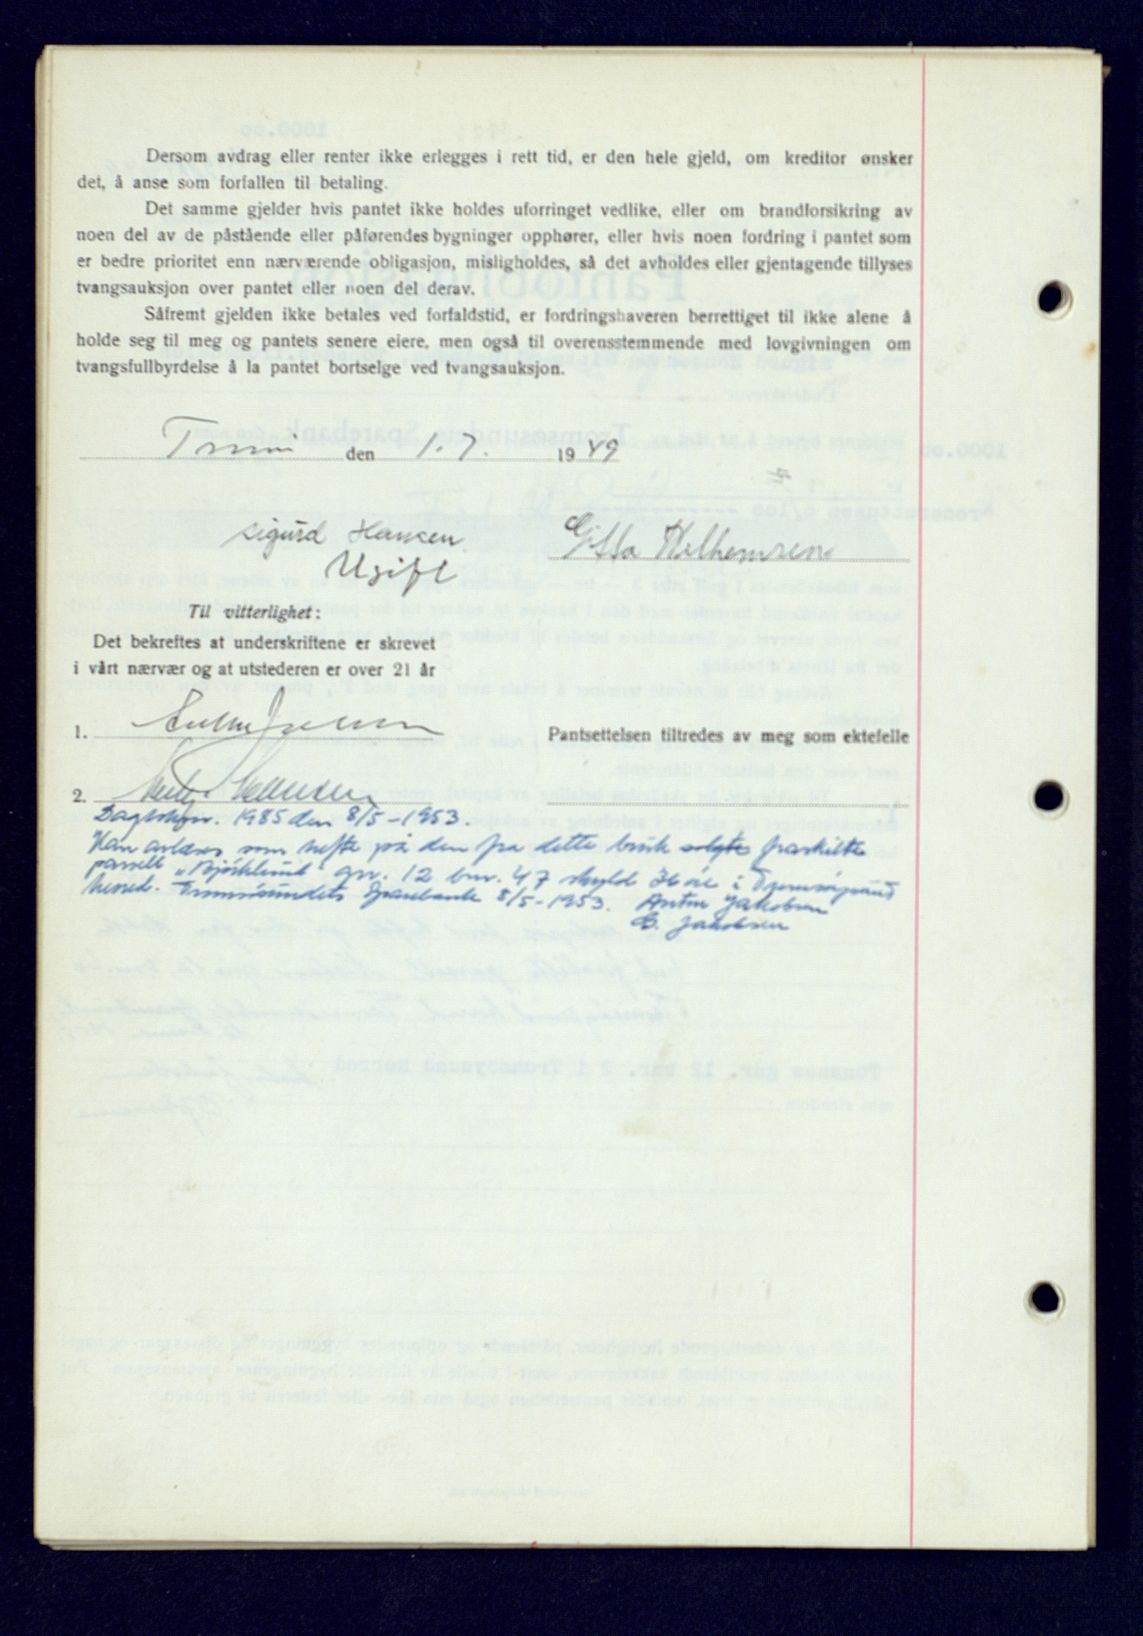 Dersom avdrag eller renter ikke erlegges i rett tid, er den hele gjeld, om kreditor ønsker
det, å anse som forfallen til betaling.
Det samme gjelder hvis pantet ikke holdes uforringet vedlike, eller om brandforsikring av
noen del av de påstående eller påførendes bygninger opphører, eller hvis noen fordring i pantet som
er bedre prioritet enn nærværende obligasjon, misligholdes, så det avholdes eller gjentagende tillyses
tvangsauksjon over pantet eller noen del derav.
Såfremt gjelden ikke betales ved forfaldstid, er fordringshaveren berrettiget til ikke alene å
holde seg til meg og pantets senere eiere, men også til overensstemmende med lovgivningen om
tvangsfullbyrdelse å la pantet bortselge ved tvangsauksjon.
den 1.7. 1949
Sigurd Hansen
Ugift
Til vitterlighet:
Det bekreftes at underskriftene er skrevet
i vårt nærvær og at utstederen er over 21 år
1.
Pantsettelsen tiltredes av meg som ektefelle
2.
Dagboknr. 1985 den 8/5-1953.
Kan avløses som hefte på den fra dette bruk solgte fraskilte
parsell "Bjørklund" gnr. 12 bnr. 47 skyld øre i Tromsøysund
herred. Tromsøsundets Sparebank 8/5-1953. Anton Jakobsen
E. Jakobsen